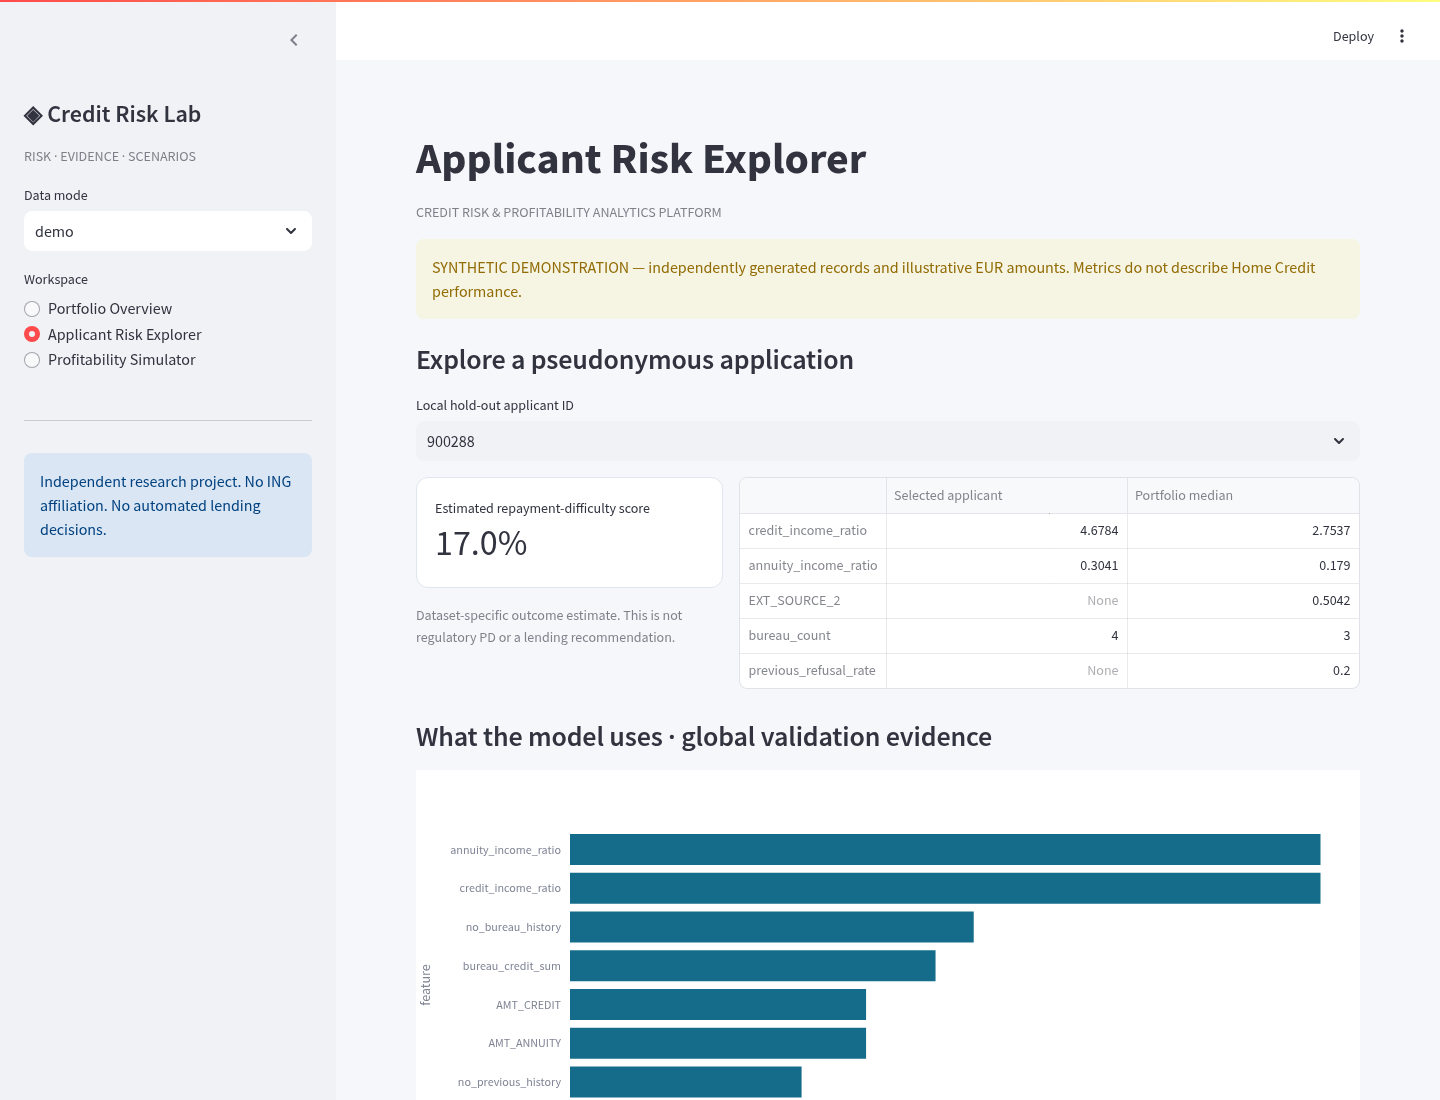 Deploy
◈ Credit Risk Lab
RISK · EVIDENCE · SCENARIOS
Data mode
demo
Workspace
Portfolio Overview
Applicant Risk Explorer
Profitability Simulator
Independent research project. No ING
affiliation. No automated lending
decisions.
Applicant Risk Explorer
CREDIT RISK & PROFITABILITY ANALYTICS PLATFORM
SYNTHETIC DEMONSTRATION — independently generated records and illustrative EUR amounts. Metrics do not describe Home Credit
performance.
Explore a pseudonymous application
Local hold-out applicant ID
900288
Estimated repayment-difficulty score
17.0%
Dataset-specific outcome estimate. This is not
regulatory PD or a lending recommendation.
Selected applicant Portfolio median
credit_income_ratio 4.6784 2.7537
annuity_income_ratio 0.3041 0.179
EXT_SOURCE_2 None 0.5042
bureau_count 4 3
previous_refusal_rate None 0.2
What the model uses · global validation evidence
feature
annuity_income_ratio
credit_income_ratio
no_bureau_history
bureau_credit_sum
AMT_CREDIT
AMT_ANNUITY
no_previous_history